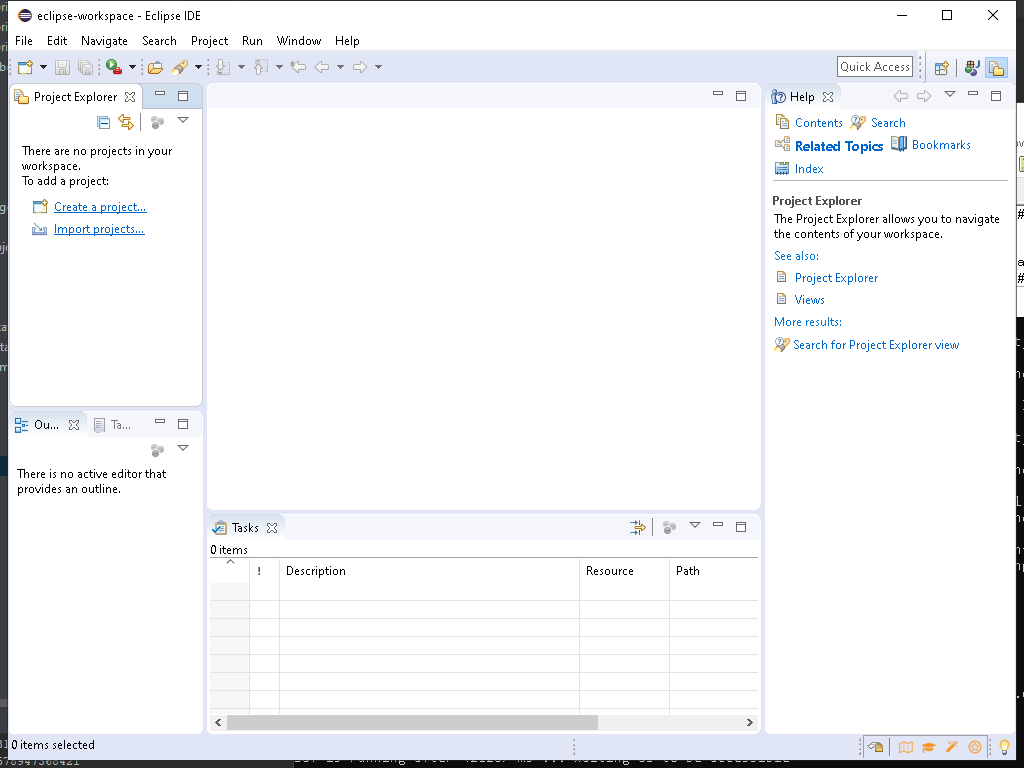 eclipse-workspace - Eclipse IDE
File Edit Navigate Search Project Run Window Help
Quick Access
Project Explorer
There are no projects in your
workspace.
To add a project:
Create a project...
Import projects...
Ou... Ta...
There is no active editor that
provides an outline.
Tasks
0 items
! Description Resource Path
Help
Contents Search
Related Topics Bookmarks
Index
Project Explorer
The Project Explorer allows you to navigate
the contents of your workspace.
See also:
Project Explorer
Views
More results:
Search for Project Explorer view
0 items selected